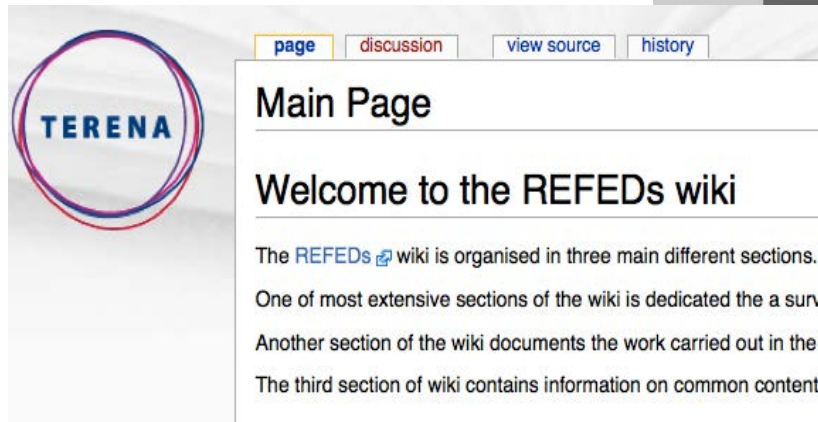 page discussion view source history
TERENA
Main Page
Welcome to the REFEDs wiki
The REFEDs wiki is organised in three main different sections.
One of most extensive sections of the wiki is dedicated the a surv
Another section of the wiki documents the work carried out in the
The third section of wiki contains information on common content